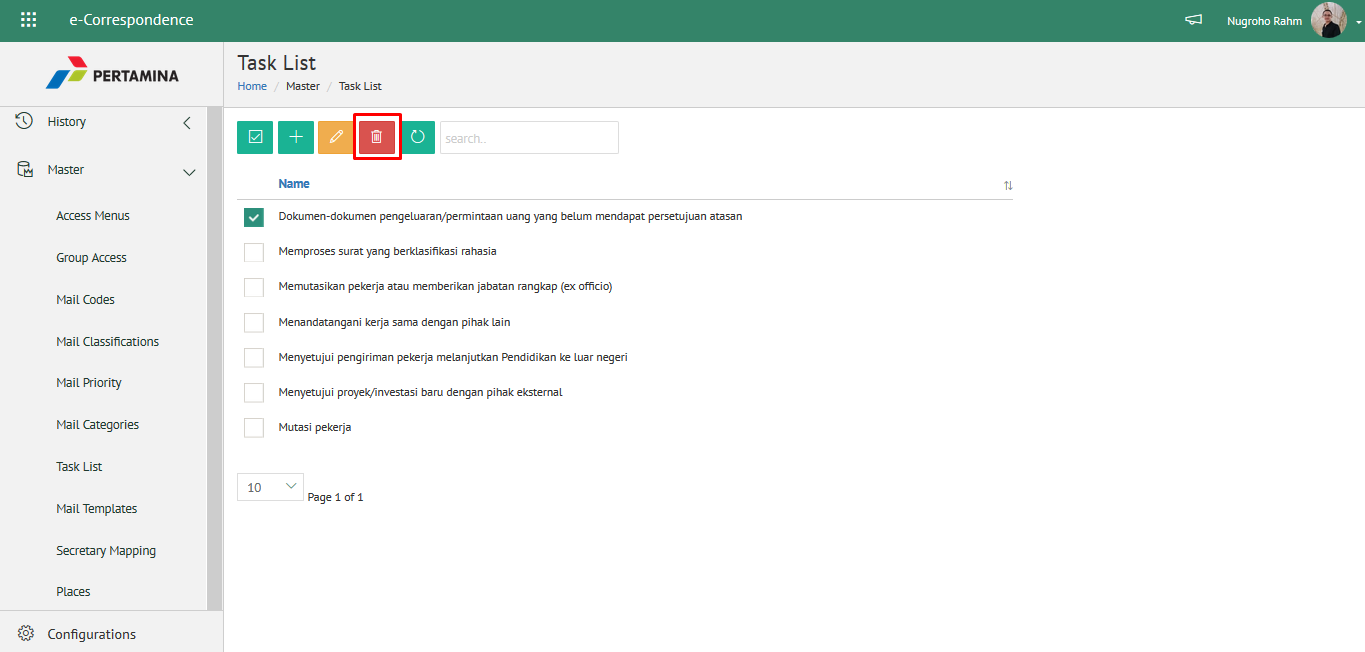 e-Correspondence
Nugroho Rahm
PERTAMINA
Task List
Home / Master / Task List
History
Master
Access Menus
Group Access
Mail Codes
Mail Classifications
Mail Priority
Mail Categories
Task List
Mail Templates
Secretary Mapping
Places
Configurations
search..
Name
Dokumen-dokumen pengeluaran/permintaan uang yang belum mendapat persetujuan atasan
Memproses surat yang berklasifikasi rahasia
Memutasikan pekerja atau memberikan jabatan rangkap (ex officio)
Menandatangani kerja sama dengan pihak lain
Menyetujui pengiriman pekerja melanjutkan Pendidikan ke luar negeri
Menyetujui proyek/investasi baru dengan pihak eksternal
Mutasi pekerja
10
Page 1 of 1